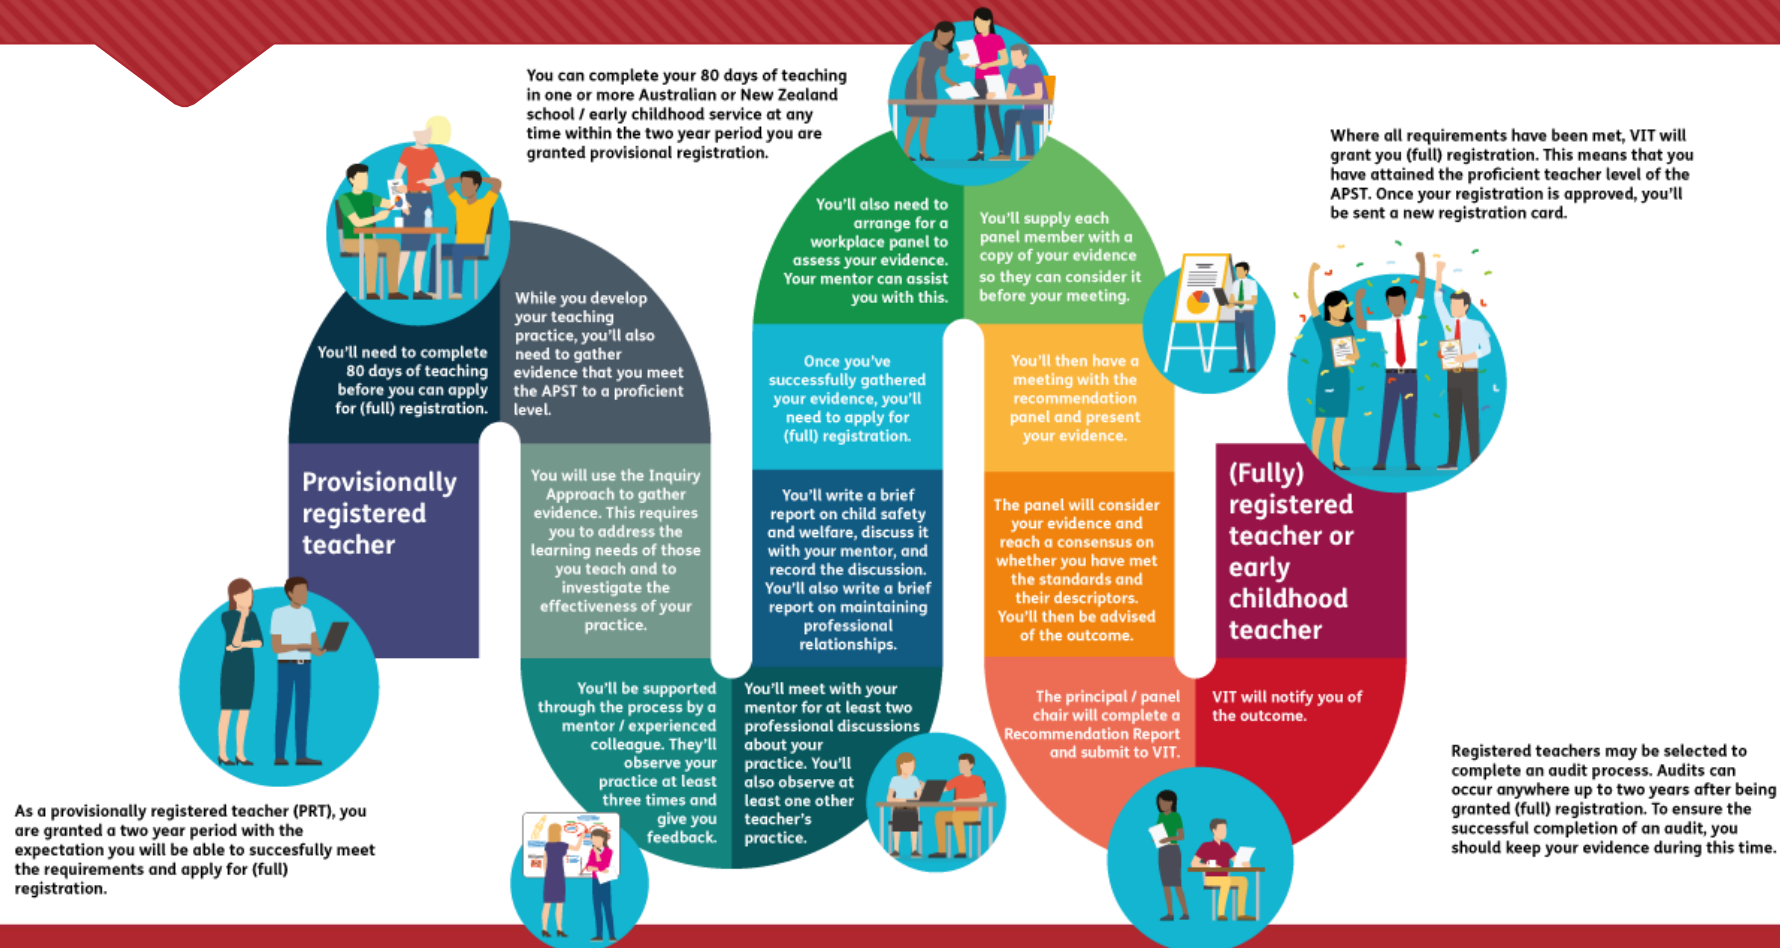 Provisionally
registered
teacher
As a provisionally registered teacher (PRT), you
are granted a two year period with the
expectation you will be able to succesfully meet
the requirements and apply for (full)
registration.
You'll need to complete
80 days of teaching
before you can apply
for (full) registration.
You can complete your 80 days of teaching
in one or more Australian or New Zealand
school / early childhood service at any
time within the two year period you are
granted provisional registration.
While you develop
your teaching
practice, you'll also
need to gather
evidence that you meet
the APST to a proficient
level.
You will use the Inquiry
Approach to gather
evidence. This requires
you to address the
learning needs of those
you teach and to
investigate the
effectiveness of your
practice.
You'll be supported
through the process by a
mentor / experienced
colleague. They'll
observe your
practice at least
three times and
give you
feedback.
You'll meet with your
mentor for at least two
professional discussions
about your
practice. You'll
also observe at
least one other
teacher's
practice.
You'll write a brief
report on child safety
and welfare, discuss it
with your mentor, and
record the discussion.
You'll also write a brief
report on maintaining
professional
relationships.
Once you've
successfully gathered
your evidence, you'll
need to apply for
(full) registration.
You'll also need to
arrange for a
workplace panel to
assess your evidence.
Your mentor can assist
you with this.
You'll supply each
panel member with a
copy of your evidence
so they can consider it
before your meeting.
You'll then have a
meeting with the
recommendation
panel and present
your evidence.
The panel will consider
your evidence and
reach a consensus on
whether you have met
the standards and
their descriptors.
You'll then be advised
of the outcome.
The principal / panel
chair will complete a
Recommendation Report
and submit to VIT.
VIT will notify you of
the outcome.
(Fully)
registered
teacher or
early
childhood
teacher
Where all requirements have been met, VIT will
grant you (full) registration. This means that you
have attained the proficient teacher level of the
APST. Once your registration is approved, you'll
be sent a new registration card.
Registered teachers may be selected to
complete an audit process. Audits can
occur anywhere up to two years after being
granted (full) registration. To ensure the
successful completion of an audit, you
should keep your evidence during this time.